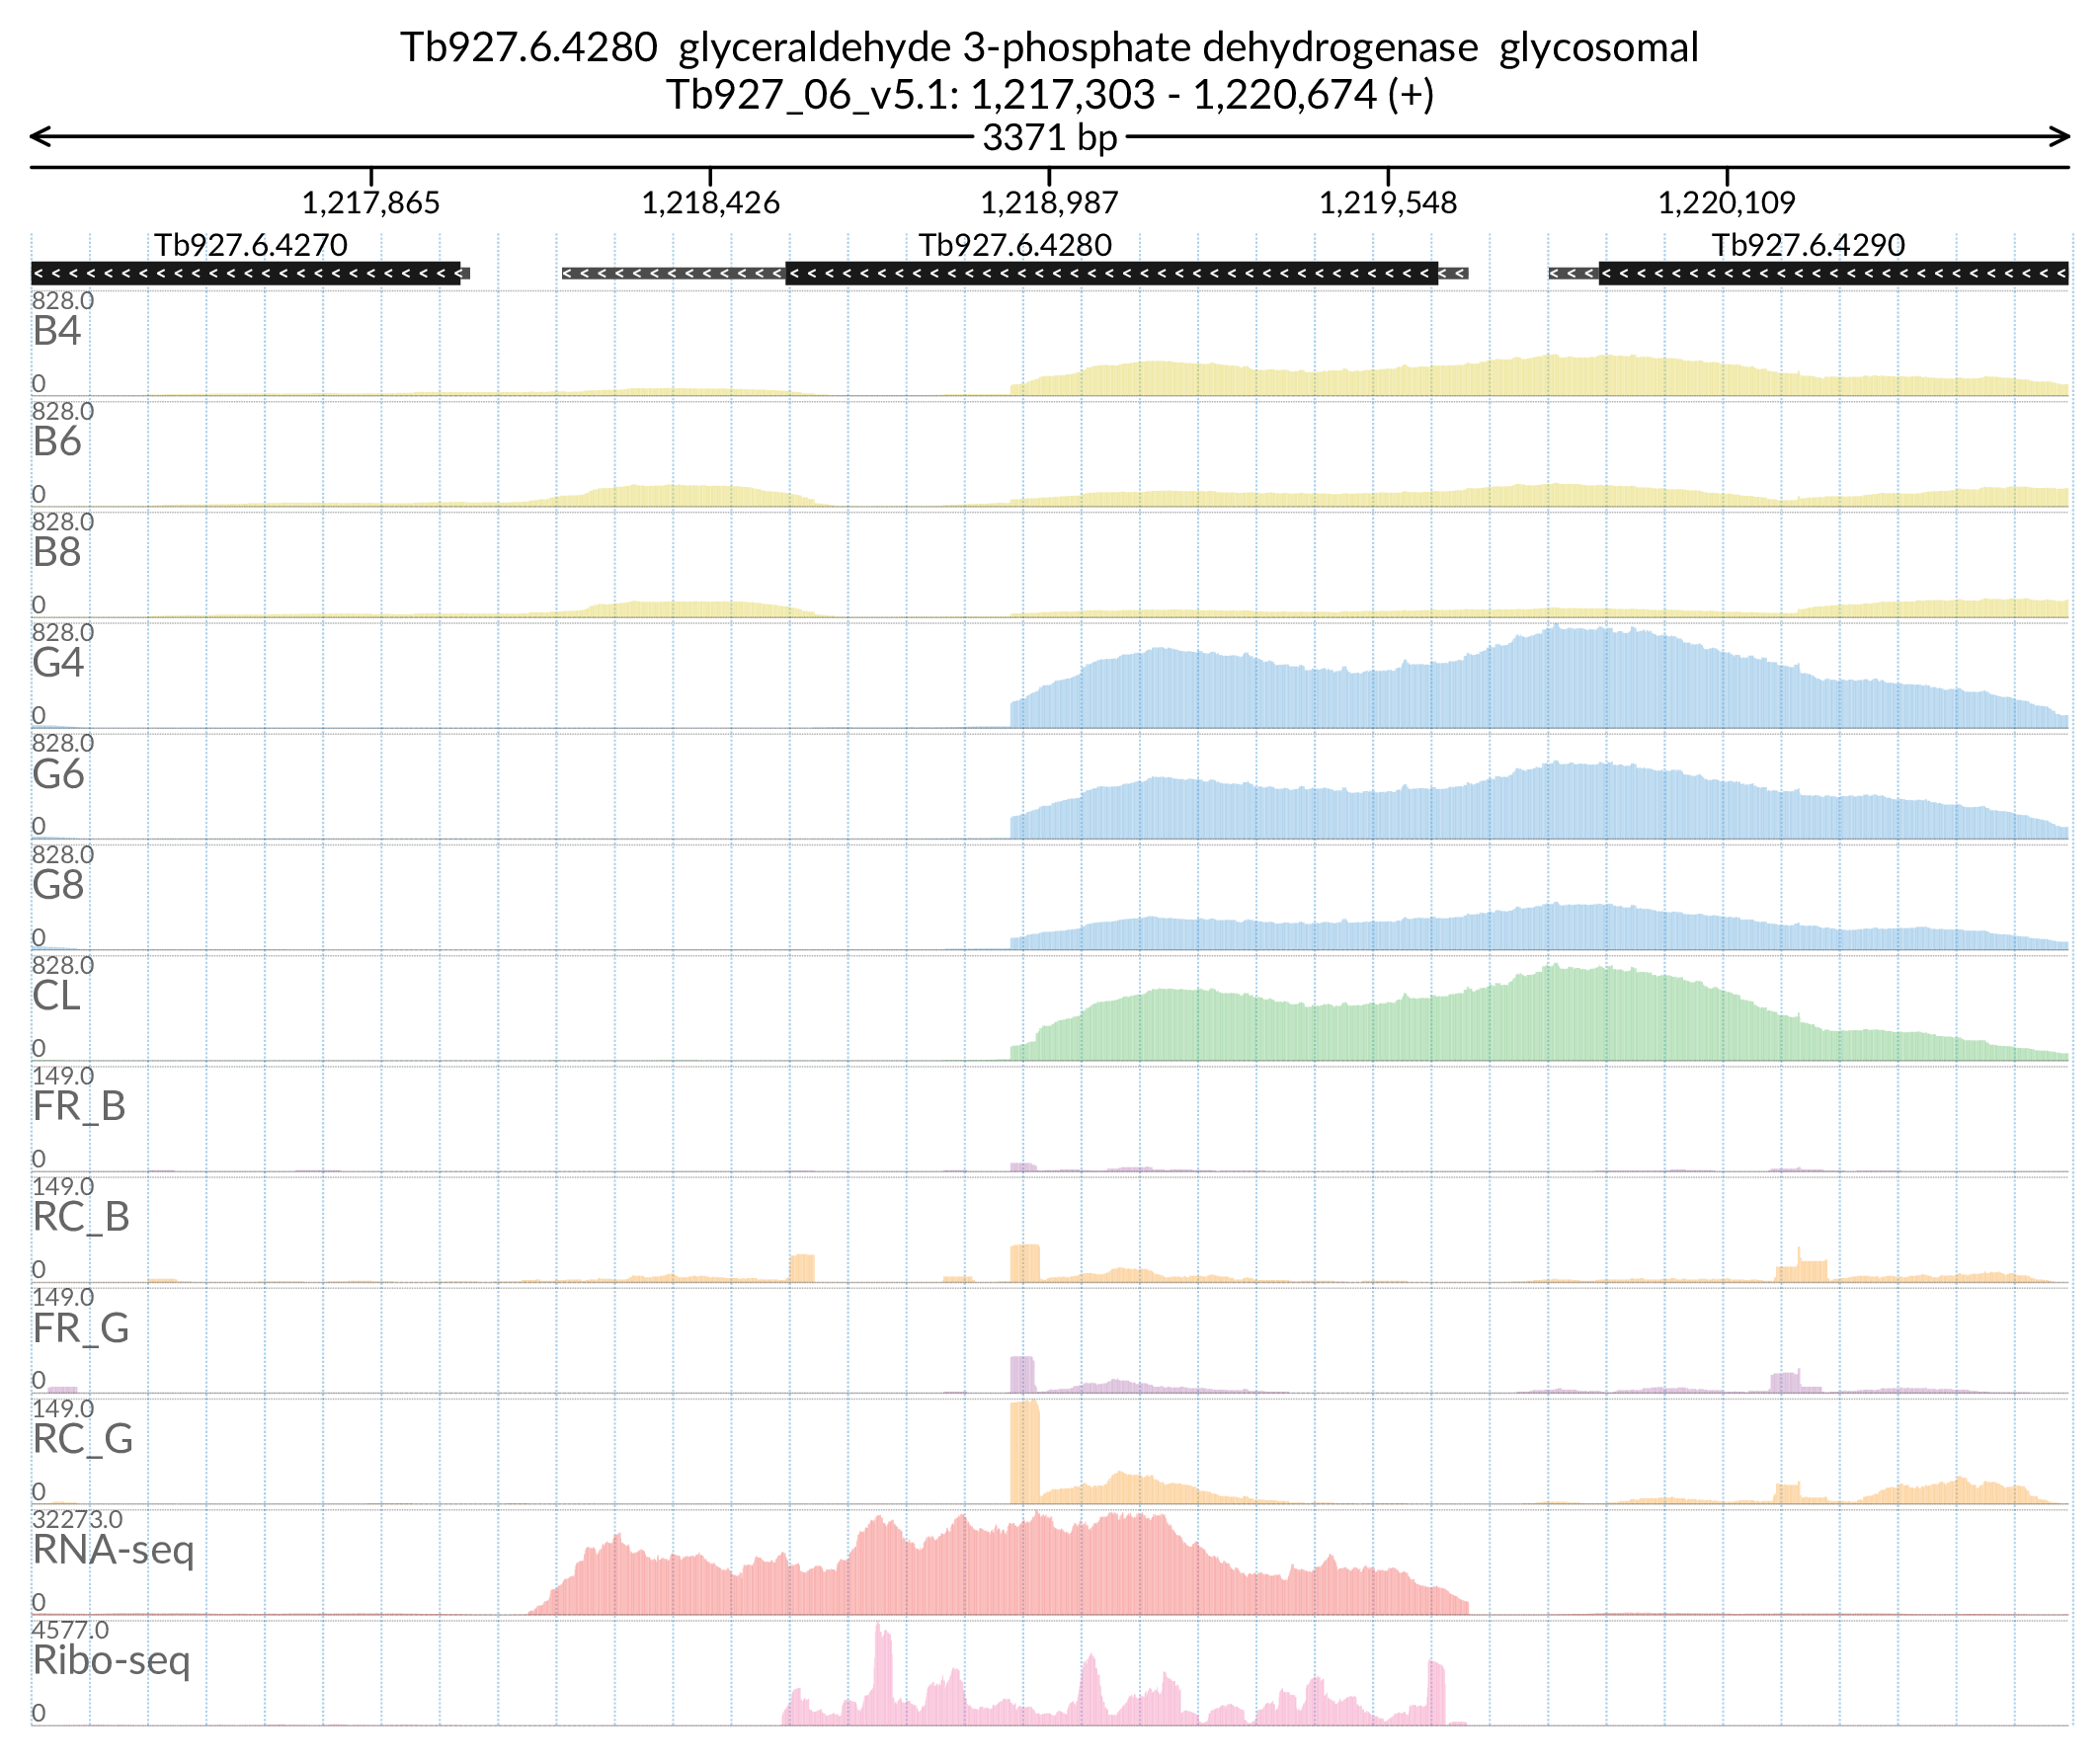 Tb927.6.4280 glyceraldehyde 3-phosphate dehydrogenase glycosomal
Tb927_06_v5.1: 1,217,303 - 1,220,674 (+)
3371 bp
1,217,865 1,218,426 1,218,987 1,219,548 1,220,109
Tb927.6.4270 Tb927.6.4280 Tb927.6.4290
828.0
B4
0
828.0
B6
0
828.0
B8
0
828.0
G4
0
828.0
G6
0
828.0
G8
0
828.0
CL
0
149.0
FR_B
0
149.0
RC_B
0
149.0
FR_G
0
149.0
RC_G
0
32273.0
RNA-seq
0
4577.0
Ribo-seq
0